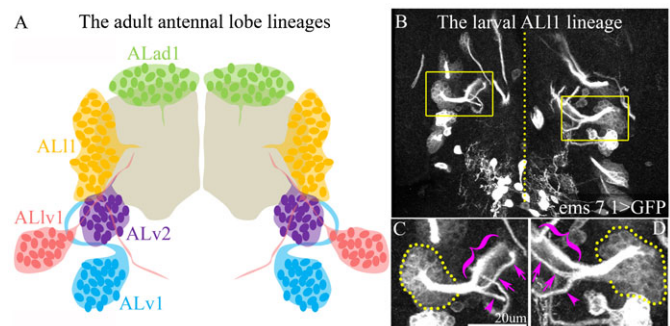 A
The adult antennal lobe lineages
ALad1
ALl1
ALlv1
ALv2
ALv1
B
The larval ALl1 lineage
ems 7.1>GFP
C
D
20um